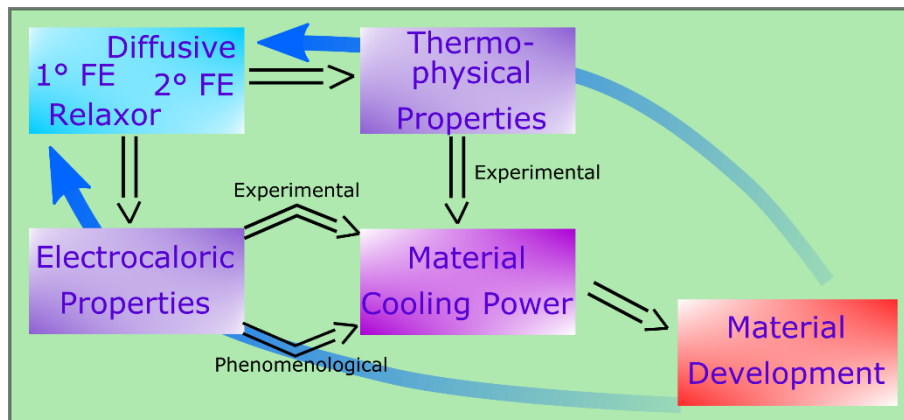 Diffusive
1° FE
2° FE
Relaxor
Thermo-
physical
Properties
Experimental
Experimental
Electrocaloric
Properties
Material
Cooling Power
Phenomenological
Material
Development